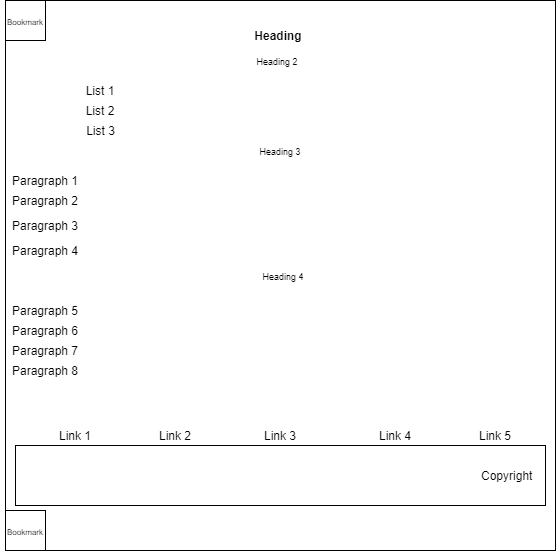 Bookmark
Heading
Heading 2
List 1
List 2
List 3
Heading 3
Paragraph 1
Paragraph 2
Paragraph 3
Paragraph 4
Heading 4
Paragraph 5
Paragraph 6
Paragraph 7
Paragraph 8
Link 1 Link 2 Link 3 Link 4 Link 5
Copyright
Bookmark